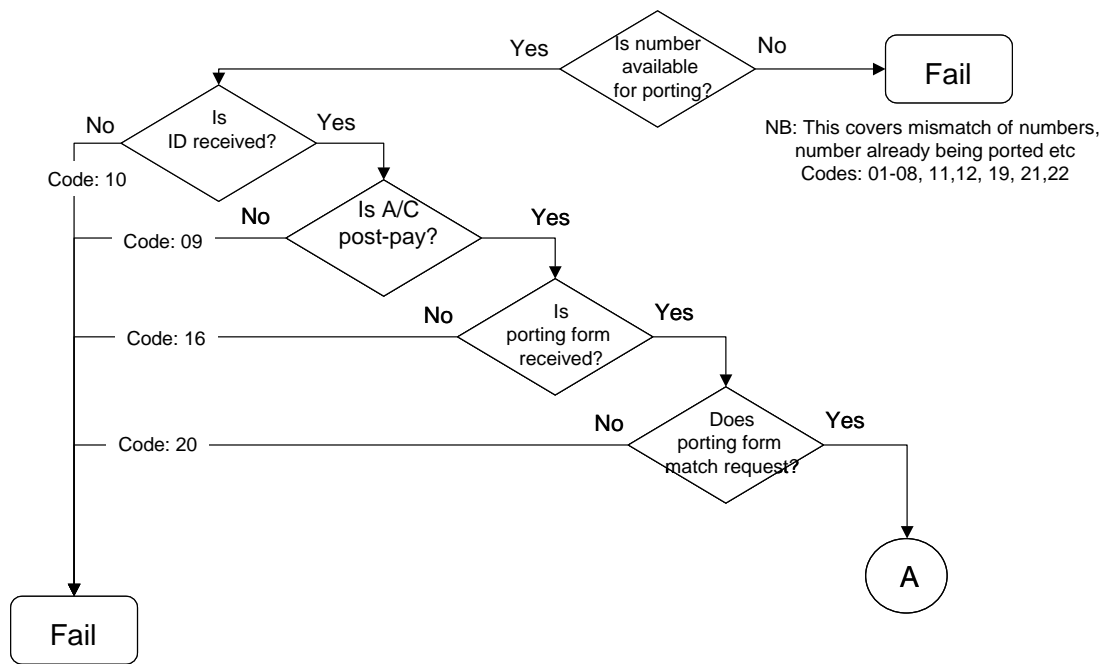 Is number
available
for porting?
Yes
No
Fail
NB: This covers mismatch of numbers,
number already being ported etc
Codes: 01-08, 11,12, 19, 21,22
Is
ID received?
No
Yes
Code: 10
Is A/C
post-pay?
No
Yes
Code: 09
Is
porting form
received?
No
Yes
Code: 16
Does
porting form
match request?
No
Yes
Code: 20
A
Fail